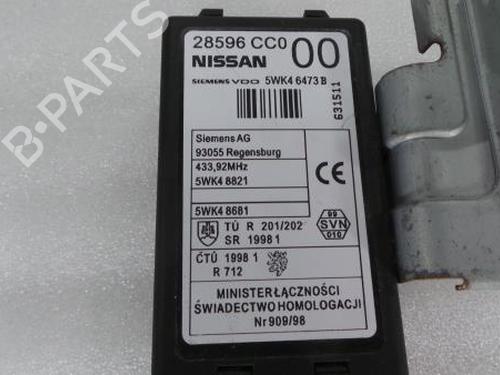 28596 CC0 00
NISSAN
SIEMENS VDO 5WK4 6473 B
631511
Siemens AG
93055 Regensburg
433,92MHz
5WK4 8821
5WK4 8681
TÚ R 201/202
SR 1998 1
99
SVN
010
ČTÚ 1998 1
R 712
MINISTER ŁĄCZNOŚCI
ŚWIADECTWO HOMOLOGACJI
Nr 909/98
B-PARTS